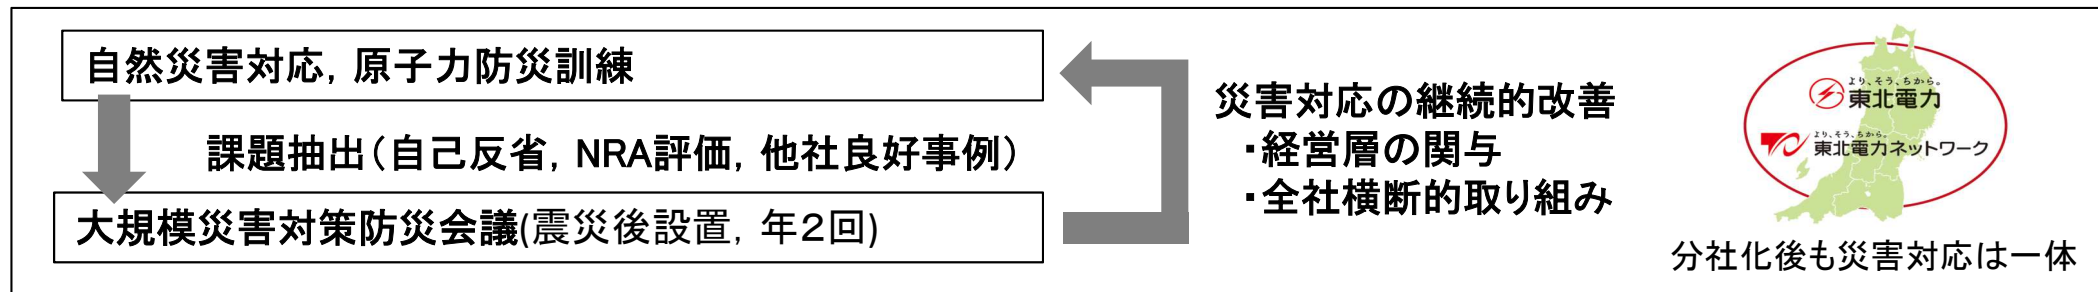 自然災害対応，原子力防災訓練
課題抽出（自己反省，NRA評価，他社良好事例）
大規模災害対策防災会議(震災後設置，年２回)
災害対応の継続的改善
・経営層の関与
・全社横断的取り組み
より、そう、ちから。
東北電力
より、そう、ちから。
東北電力ネットワーク
分社化後も災害対応は一体